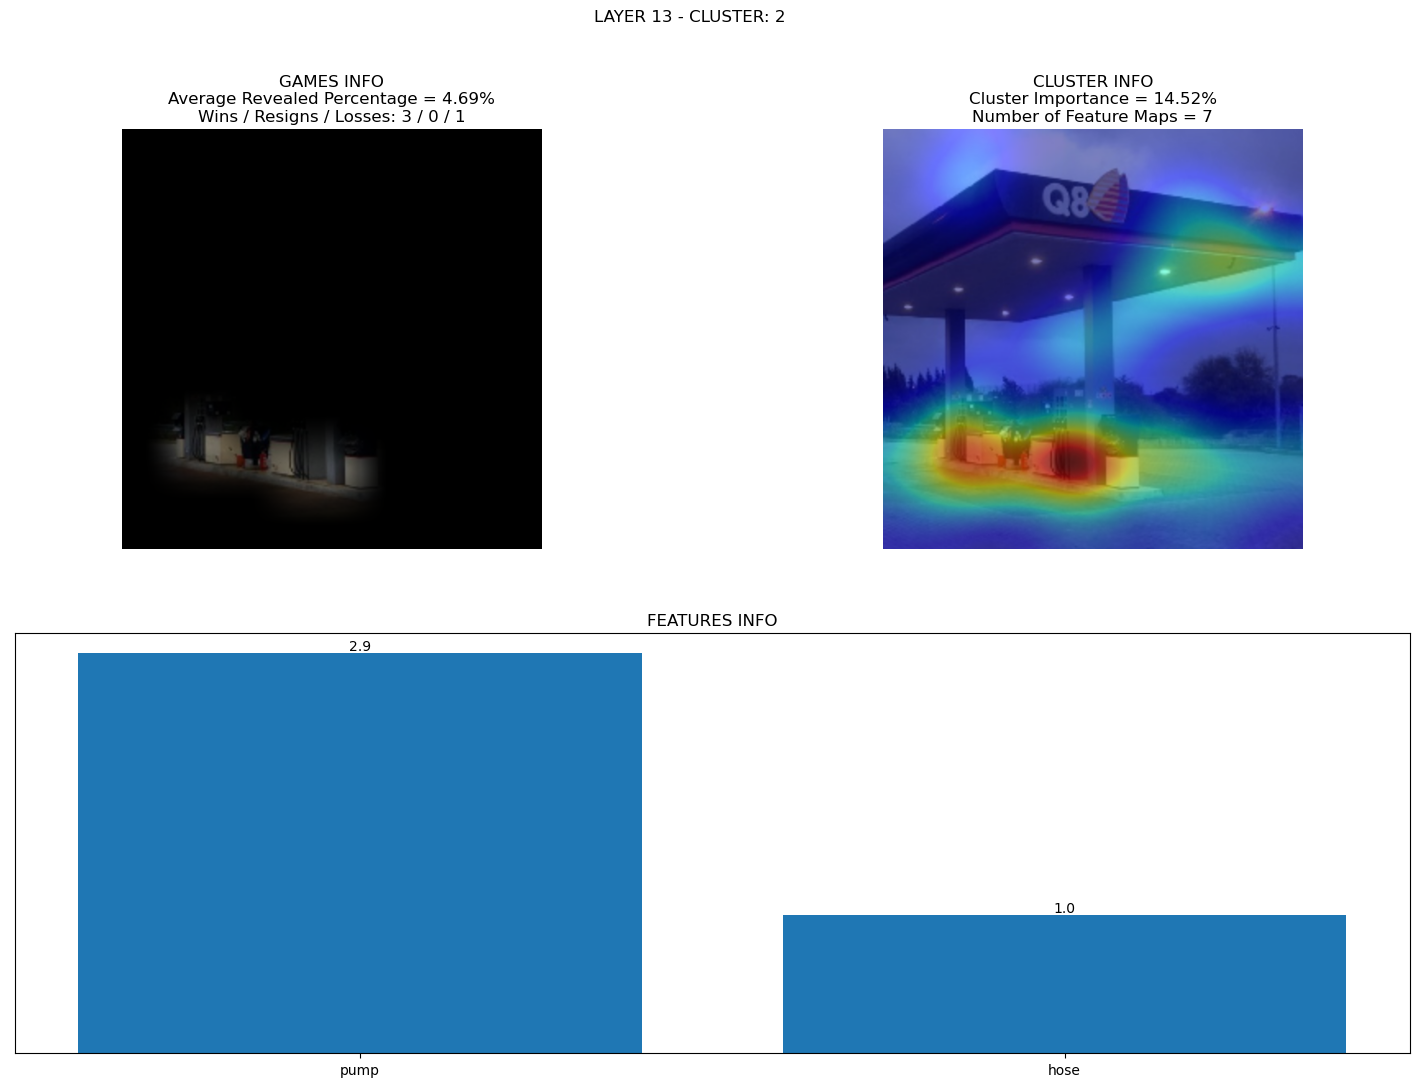 LAYER 13 - CLUSTER: 2
GAMES INFO
Average Revealed Percentage = 4.69%
Wins / Resigns / Losses: 3 / 0 / 1
CLUSTER INFO
Cluster Importance = 14.52%
Number of Feature Maps = 7
Q8
FEATURES INFO
2.9
1.0
pump
hose